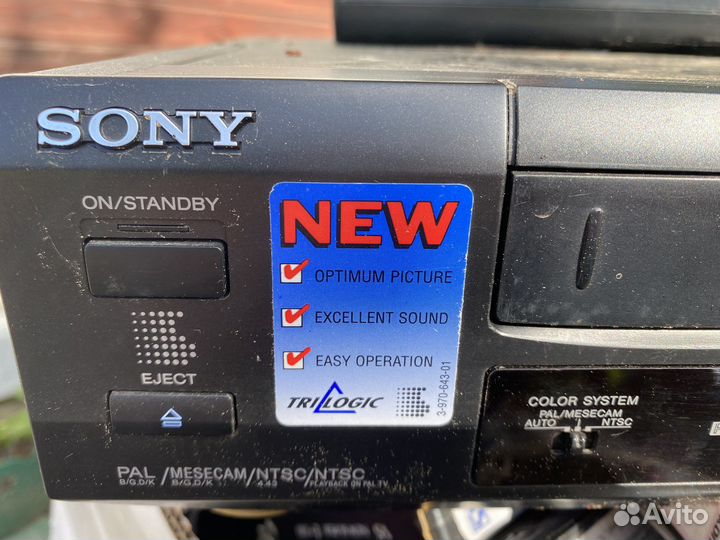 SONY
ON/STANDBY
NEW
OPTIMUM PICTURE
EXCELLENT SOUND
EASY OPERATION
TRILOGIC
3-970-643-01
EJECT
PAL/MESECAM/NTSC/NTSC
B/G,D/K B/G,D/K 4.43 PLAYBACK ON PAL TV
COLOR SYSTEM
PAL/MESECAM
AUTO NTSC
Avito